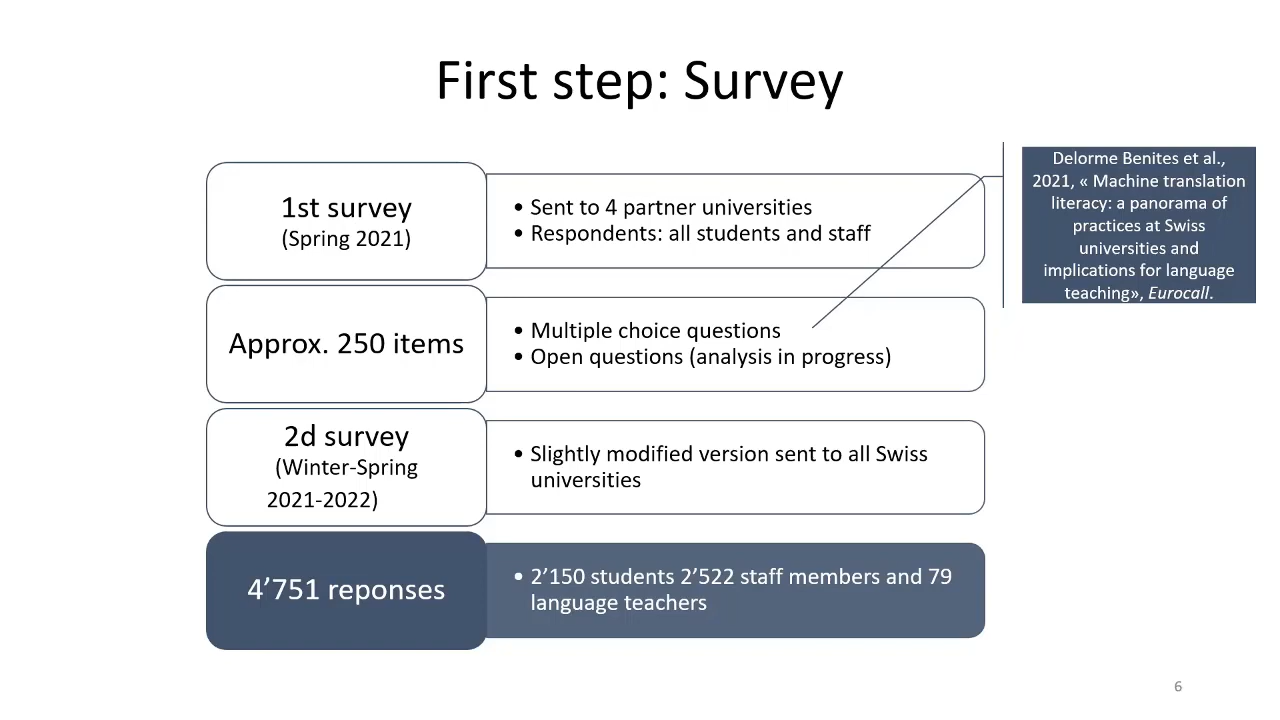 First step: Survey
1st survey
(Spring 2021)
• Sent to 4 partner universities
• Respondents: all students and staff
Delorme Benites et al.,
2021, « Machine translation
literacy: a panorama of
practices at Swiss
universities and
implications for language
teaching», Eurocall.
Approx. 250 items
• Multiple choice questions
• Open questions (analysis in progress)
2d survey
(Winter-Spring
2021-2022)
• Slightly modified version sent to all Swiss
universities
4’751 reponses
• 2’150 students 2’522 staff members and 79
language teachers
6